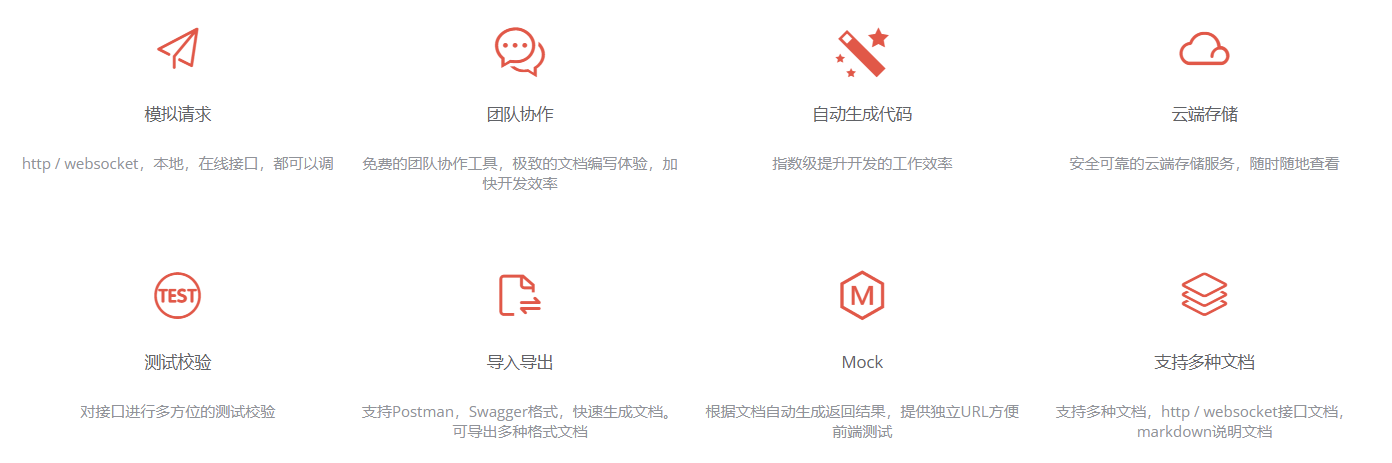 模拟请求
http / websocket，本地，在线接口，都可以调
团队协作
免费的团队协作工具，极致的文档编写体验，加
快开发效率
自动生成代码
指数级提升开发的工作效率
云端存储
安全可靠的云端存储服务，随时随地查看
TEST
测试校验
对接口进行多方位的测试校验
导入导出
支持Postman，Swagger格式，快速生成文档。
可导出多种格式文档
M
Mock
根据文档自动生成返回结果，提供独立URL方便
前端测试
支持多种文档
支持多种文档，http / websocket接口文档，
markdown说明文档